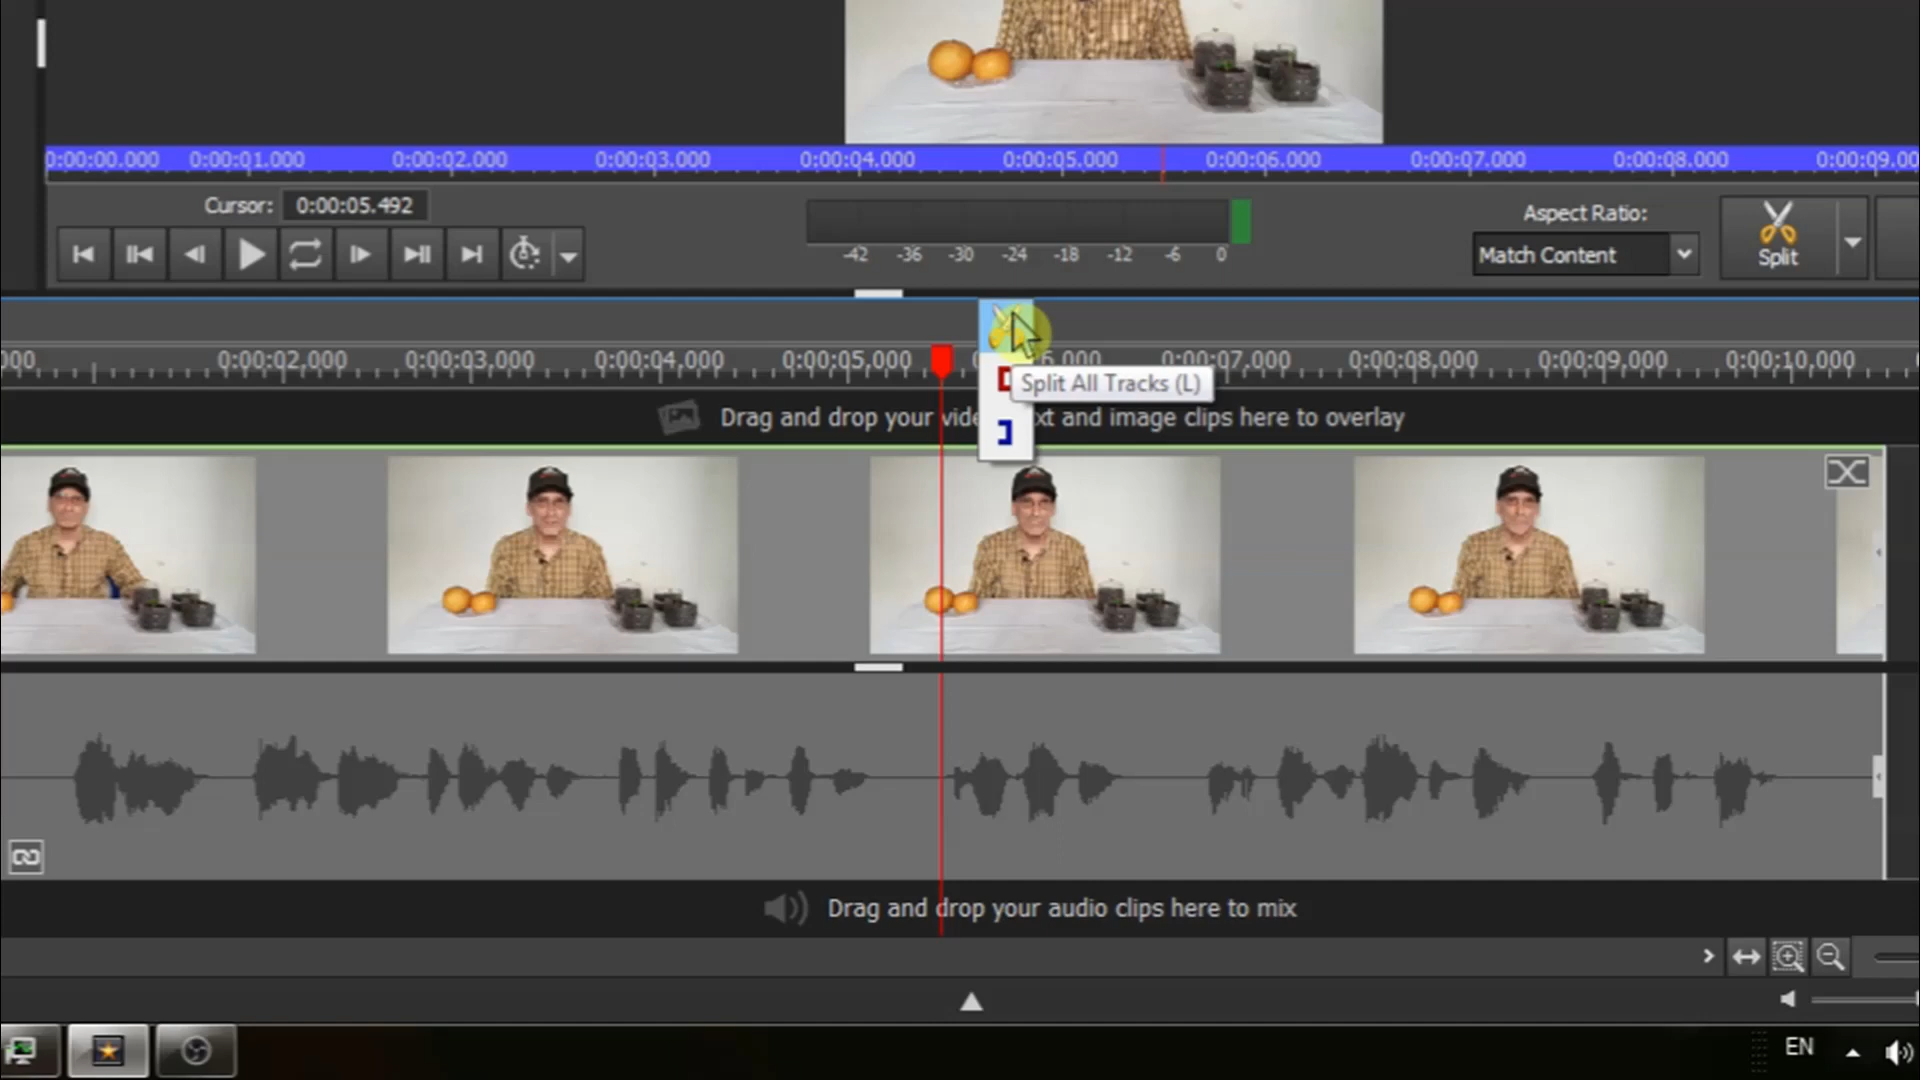 0:00:00.000 0:00:01.000 0:00:02.000 0:00:03.000 0:00:04.000 0:00:05.000 0:00:06.000 0:00:07.000 0:00:08.000 0:00:09.00
Cursor: 0:00:05.492
Aspect Ratio:
-42 -36 -30 -24 -18 -12 -6 0
Match Content
Split
000 0:00:02,000 0:00:03,000 0:00:04,000 0:00:05,000 6,000 0:00:07,000 0:00:08,000 0:00:09,000 0:00:10,000
Split All Tracks (L)
Drag and drop your vide xt and image clips here to overlay
Drag and drop your audio clips here to mix
EN